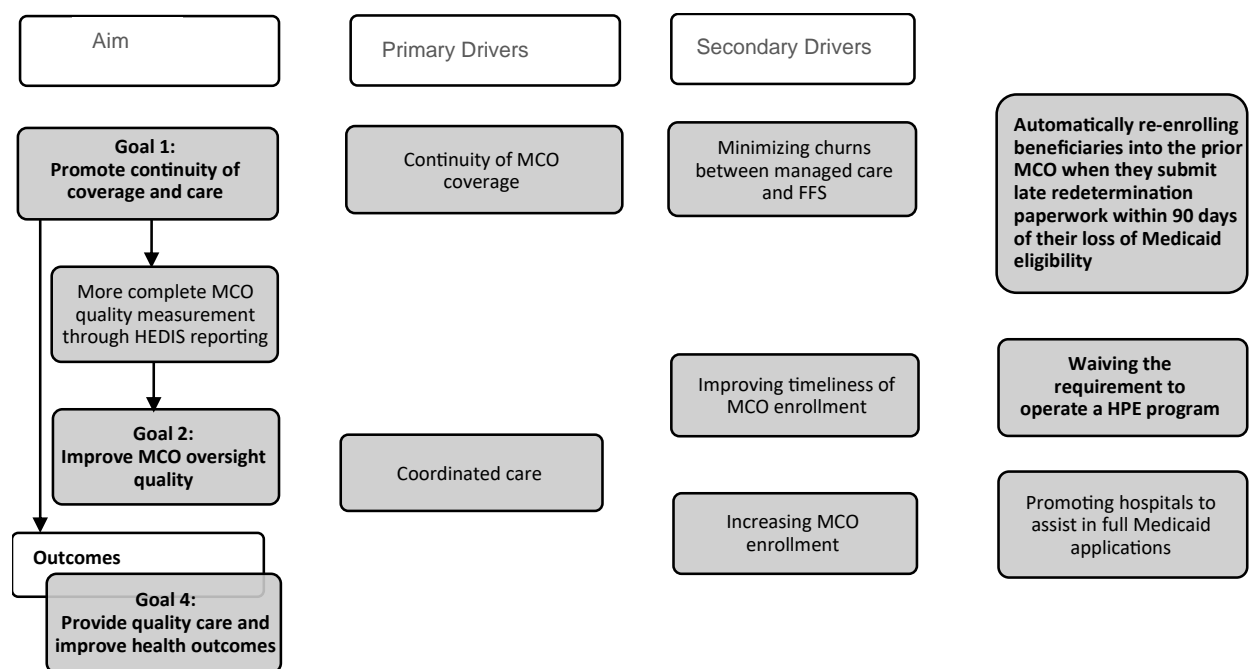 Aim
Primary Drivers
Secondary Drivers
Goal 1:
Promote continuity of
coverage and care
Continuity of MCO
coverage
Minimizing churns
between managed care
and FFS
Automatically re-enrolling
beneficiaries into the prior
MCO when they submit
late redetermination
paperwork within 90 days
of their loss of Medicaid
eligibility
More complete MCO
quality measurement
through HEDIS reporting
Improving timeliness of
MCO enrollment
Waiving the
requirement to
operate a HPE program
Goal 2:
Improve MCO oversight
quality
Coordinated care
Increasing MCO
enrollment
Promoting hospitals to
assist in full Medicaid
applications
Outcomes
Goal 4:
Provide quality care and
improve health outcomes